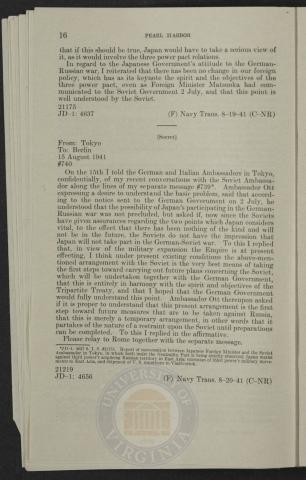 16 PEARL HARBOR
that if this should be true, Japan would have to take a serious view of
it, as it would involve the three power pact relations.
In regard to the Japanese Government's attitude to the German-
Russian war, I reiterated that there has been no change in our foreign
policy, which has as its keynote the spirit and the objectives of the
three power pact, even as Foreign Minister Matsuoka had com-
municated to the Soviet Government 2 July, and that this point is
well understood by the Soviet.
21175
JD-1: 4637 (F) Navy Trans. 8-19-41 (C-NR)
[Secret]
From: Tokyo
To: Berlin
15 August 1941
#740
On the 15th I told the German and Italian Ambassadors in Tokyo,
confidentially, of my recent conversations with the Soviet Ambassa-
dor along the lines of my separate message #739*. Ambassador Ott
expressing a desire to understand the basic problem, said that accord-
ing to the notice sent to the German Government on 2 July, he
understood that the possibility of Japan's participating in the German-
Russian war was not precluded, but asked if, now since the Soviets
have given assurances regarding the two points which Japan considers
vital, to the effect that there has been nothing of the kind and will
not be in the future, the Soviets do not have the impression that
Japan will not take part in the German-Soviet war. To this I replied
that, in view of the military expansion the Empire is at present
effecting, I think under present existing conditions the above-men-
tioned arrangement with the Soviet is the very best means of taking
the first steps toward carrying out future plans concerning the Soviet,
which will be undertaken together with the German Government,
that this is entirely in harmony with the spirit and objectives of the
Tripartite Treaty, and that I hoped that the German Government
would fully understand this point. Ambassador Ott thereupon asked
if it is proper to understand that this present arrangement is the first
step toward future measures that are to be taken against Russia,
that this is merely a temporary arrangement, in other words that it
partakes of the nature of a restraint upon the Soviet until preparations
can be completed. To this I replied in the affirmative.
Please relay to Rome together with the separate message.
21219
JD-1: 4656 (F) Navy Trans. 8-20-41 (C-NR)